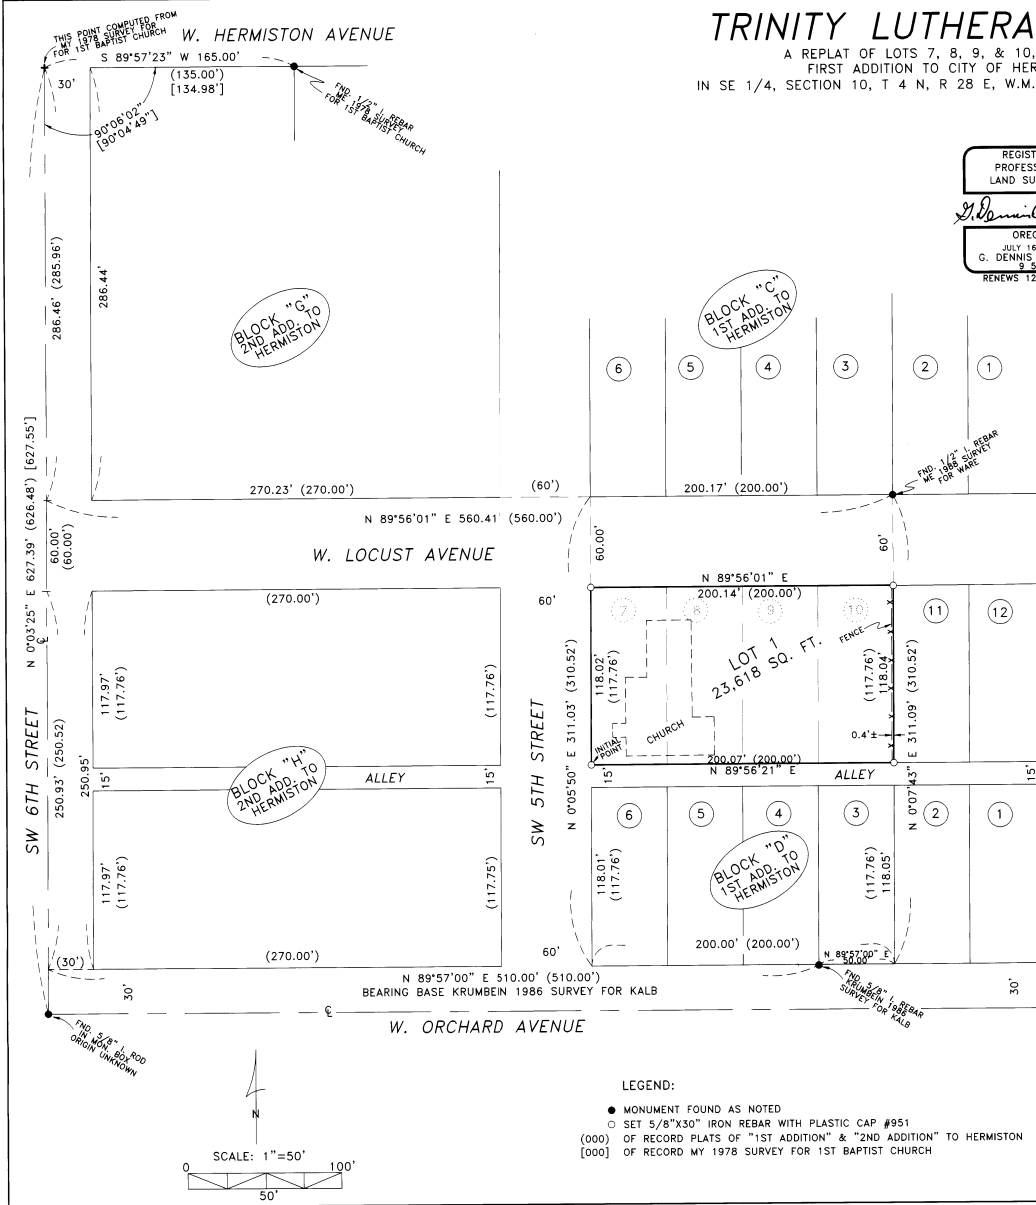 TRINITY LUTHERA
A REPLAT OF LOTS 7, 8, 9, & 10,
FIRST ADDITION TO CITY OF HER
IN SE 1/4, SECTION 10, T 4 N, R 28 E, W.M.
THIS POINT COMPUTED FROM
MY 1978 SURVEY FOR
FOR 1ST BAPTIST CHURCH
W. HERMISTON AVENUE
S 89°57'23" W 165.00'
(135.00')
[134.98']
30'
90°06'02"
[90°04'49"]
FND. 1/2" I. REBAR
ME 1978 SURVEY
FOR 1ST BAPTIST CHURCH
REGIST
PROFESS
LAND SU
G. Dennis
OREG
JULY 16
G. DENNIS
9 5
RENEWS 12
286.46' (285.96')
286.44'
BLOCK "G"
2ND ADD. TO
HERMISTON
BLOCK "C"
1ST ADD. TO
HERMISTON
6
5
4
3
2
1
FND. 1/2" I. REBAR
ME 1988 SURVEY
FOR WARE
N 0°03'25" E 627.39' (626.48') [627.55']
270.23' (270.00')
(60')
200.17' (200.00')
N 89°56'01" E 560.41' (560.00')
60.00'
(60.00')
W. LOCUST AVENUE
60.00'
60'
N 89°56'01" E
200.14' (200.00')
(270.00')
60'
7
8
9
10
11
12
FENCE
LOT 1
23,618 SQ. FT.
117.97'
(117.76')
(117.76')
118.02'
(117.76')
(117.76')
118.04'
N 0°05'50" E 311.03' (310.52')
N 0°07'43" E 311.09' (310.52')
CHURCH
INITIAL
POINT
0.4'±
200.07' (200.00')
N 89°56'21" E
SW 6TH STREET
SW 5TH STREET
250.93' (250.52)
250.95'
15'
BLOCK "H"
2ND ADD. TO
HERMISTON
ALLEY
15'
15'
ALLEY
15'
6
5
4
3
2
1
BLOCK "D"
1ST ADD. TO
HERMISTON
117.97'
(117.76')
(117.75')
118.01'
(117.76')
(117.76')
118.05'
(30')
(270.00')
60'
200.00' (200.00')
N 89°57'00" E
50.00'
30'
N 89°57'00" E 510.00' (510.00')
BEARING BASE KRUMBEIN 1986 SURVEY FOR KALB
30'
FND. 5/8" I. REBAR
KRUMBEIN 1986
SURVEY FOR KALB
W. ORCHARD AVENUE
FND. 5/8" I. ROD
IN MON. BOX
ORIGIN UNKNOWN
N
SCALE: 1"=50'
0
100'
50'
LEGEND:
MONUMENT FOUND AS NOTED
SET 5/8"X30" IRON REBAR WITH PLASTIC CAP #951
(000) OF RECORD PLATS OF "1ST ADDITION" & "2ND ADDITION" TO HERMISTON
[000] OF RECORD MY 1978 SURVEY FOR 1ST BAPTIST CHURCH